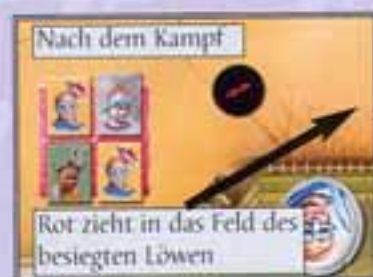 Nach dem Kampf
Rot zieht in das Feld des
besiegten Löwen